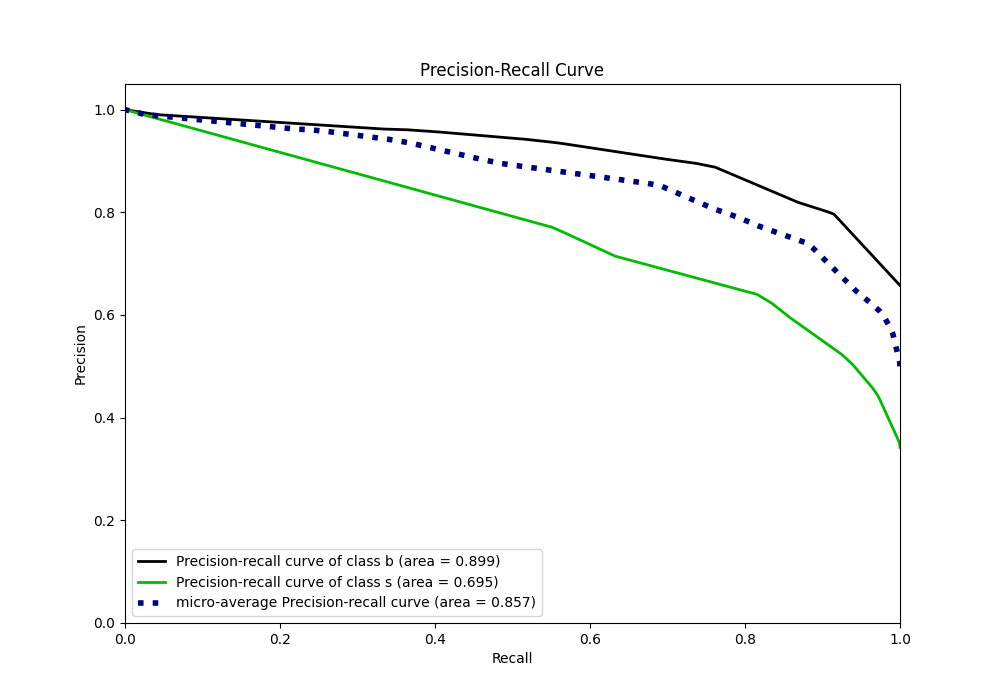 Precision-Recall Curve
1.0
0.8
0.6
0.4
0.2
0.0
Precision
Precision-recall curve of class b (area = 0.899)
Precision-recall curve of class s (area = 0.695)
micro-average Precision-recall curve (area = 0.857)
0.0 0.2 0.4 0.6 0.8 1.0
Recall